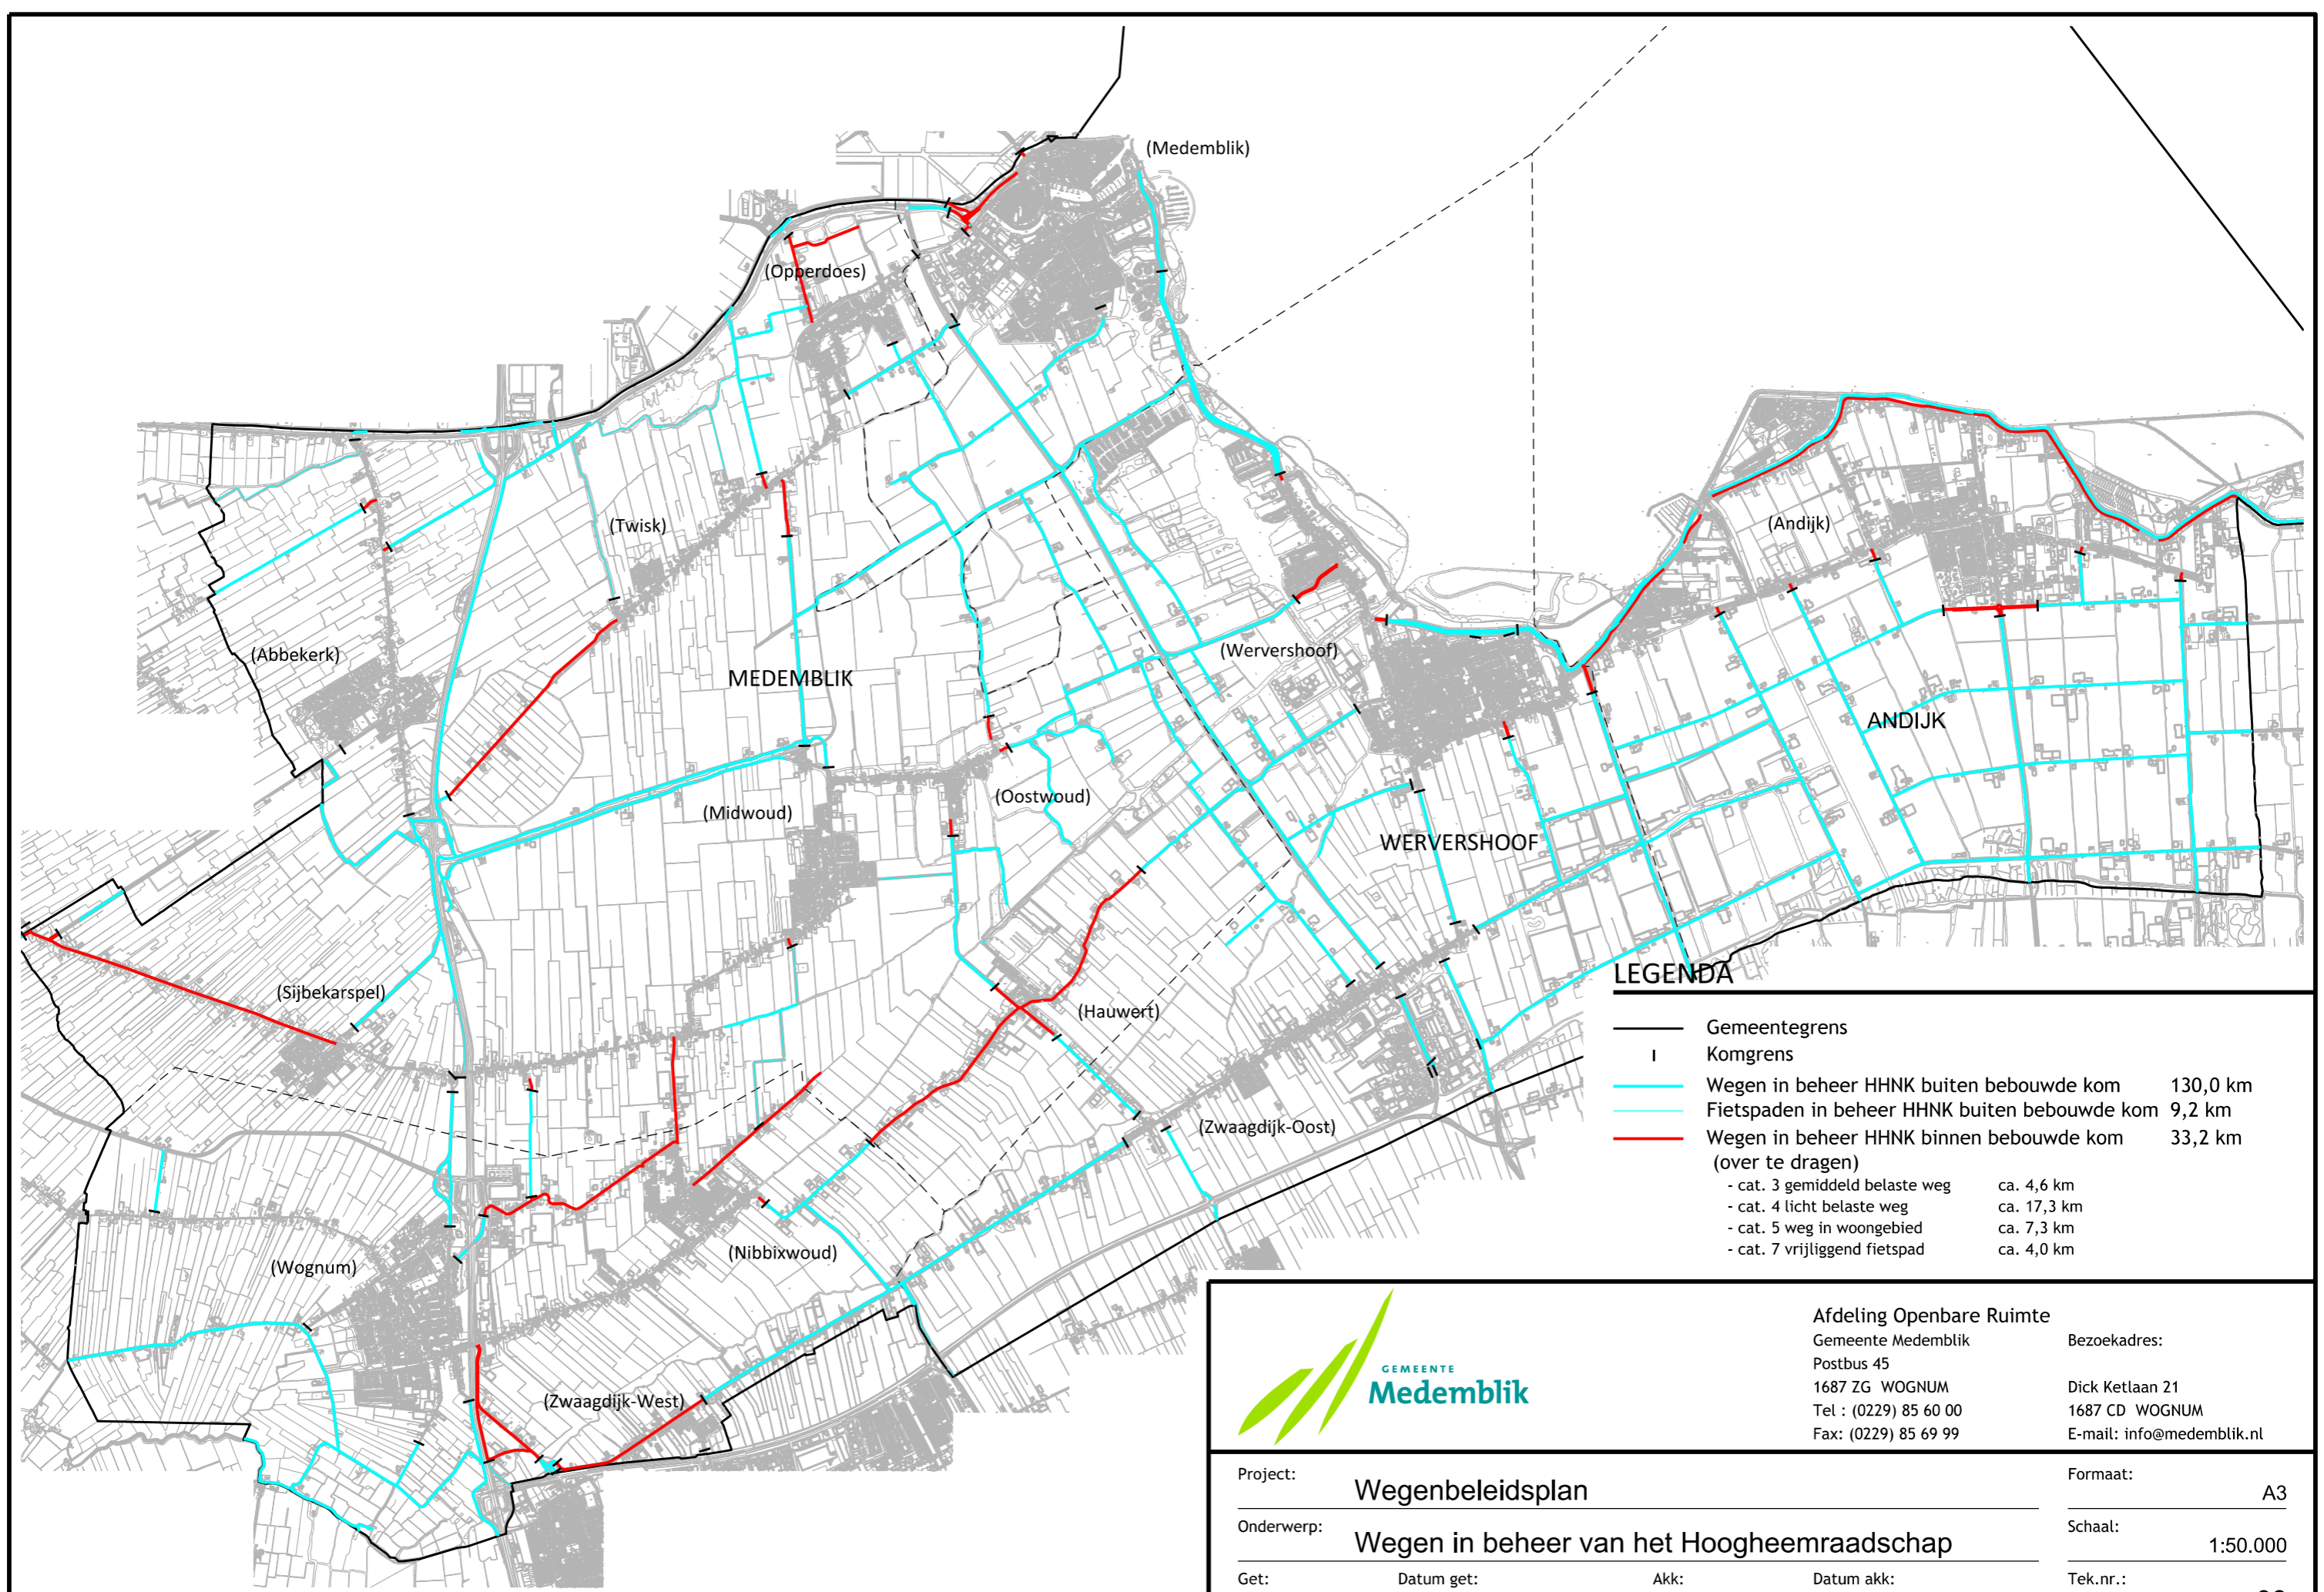 (Medemblik)
(Opperdoes)
(Twisk)
(Andijk)
(Abbekerk)
(Wervershoof)
MEDEMBLIK
ANDIJK
(Midwoud)
(Oostwoud)
WERVERSHOOF
(Sijbekarspel)
(Hauwert)
(Zwaagdijk-Oost)
(Nibbixwoud)
(Wognum)
(Zwaagdijk-West)
LEGENDA
Gemeentegrens
Komgrens
Wegen in beheer HHNK buiten bebouwde kom 130,0 km
Fietspaden in beheer HHNK buiten bebouwde kom 9,2 km
Wegen in beheer HHNK binnen bebouwde kom 33,2 km
(over te dragen)
- cat. 3 gemiddeld belaste weg ca. 4,6 km
- cat. 4 licht belaste weg ca. 17,3 km
- cat. 5 weg in woongebied ca. 7,3 km
- cat. 7 vrijliggend fietspad ca. 4,0 km
GEMEENTE
Medemblik
Afdeling Openbare Ruimte
Gemeente Medemblik Bezoekadres:
Postbus 45
1687 ZG WOGNUM Dick Ketlaan 21
Tel : (0229) 85 60 00 1687 CD WOGNUM
Fax: (0229) 85 69 99 E-mail: info@medemblik.nl
Project: Wegenbeleidsplan Formaat: A3
Onderwerp: Wegen in beheer van het Hoogheemraadschap Schaal: 1:50.000
Get: Datum get: Akk: Datum akk: Tek.nr.: